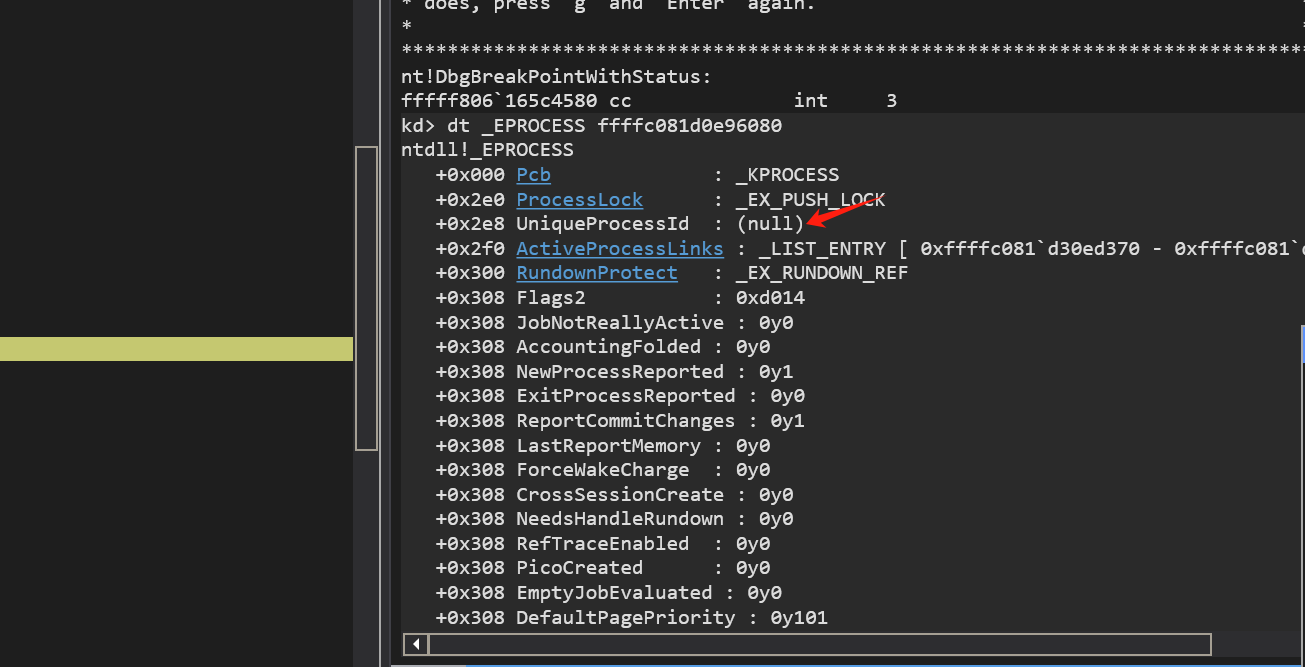 * does, press "g" and "Enter" again.
*
*******************************************************************************
nt!DbgBreakPointWithStatus:
fffff806`165c4580 cc              int     3
kd> dt _EPROCESS ffffc081d0e96080
ntdll!_EPROCESS
   +0x000 Pcb              : _KPROCESS
   +0x2e0 ProcessLock      : _EX_PUSH_LOCK
   +0x2e8 UniqueProcessId  : (null)
   +0x2f0 ActiveProcessLinks : _LIST_ENTRY [ 0xffffc081`d30ed370 - 0xffffc081`
   +0x300 RundownProtect   : _EX_RUNDOWN_REF
   +0x308 Flags2           : 0xd014
   +0x308 JobNotReallyActive : 0y0
   +0x308 AccountingFolded : 0y0
   +0x308 NewProcessReported : 0y1
   +0x308 ExitProcessReported : 0y0
   +0x308 ReportCommitChanges : 0y1
   +0x308 LastReportMemory : 0y0
   +0x308 ForceWakeCharge  : 0y0
   +0x308 CrossSessionCreate : 0y0
   +0x308 NeedsHandleRundown : 0y0
   +0x308 RefTraceEnabled  : 0y0
   +0x308 PicoCreated      : 0y0
   +0x308 EmptyJobEvaluated : 0y0
   +0x308 DefaultPagePriority : 0y101